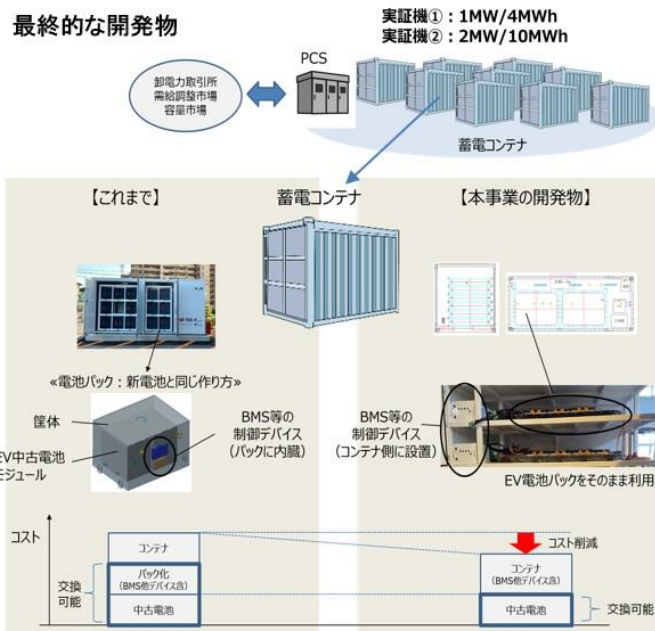 最終的な開発物
実証機①：1MW/4MWh
実証機②：2MW/10MWh
PCS
卸電力取引所
需給調整市場
容量市場
蓄電コンテナ
【これまで】
蓄電コンテナ
【本事業の開発物】
«電池パック：新電池と同じ作り方»
筐体
EV中古電池
モジュール
BMS等の
制御デバイス
（パックに内臓）
BMS等の
制御デバイス
（コンテナ側に設置）
EV電池パックをそのまま利用
コスト
コンテナ
パック化
（BMS他デバイス含）
中古電池
交換
可能
コスト削減
コンテナ
（BMS他デバイス含）
中古電池
交換可能